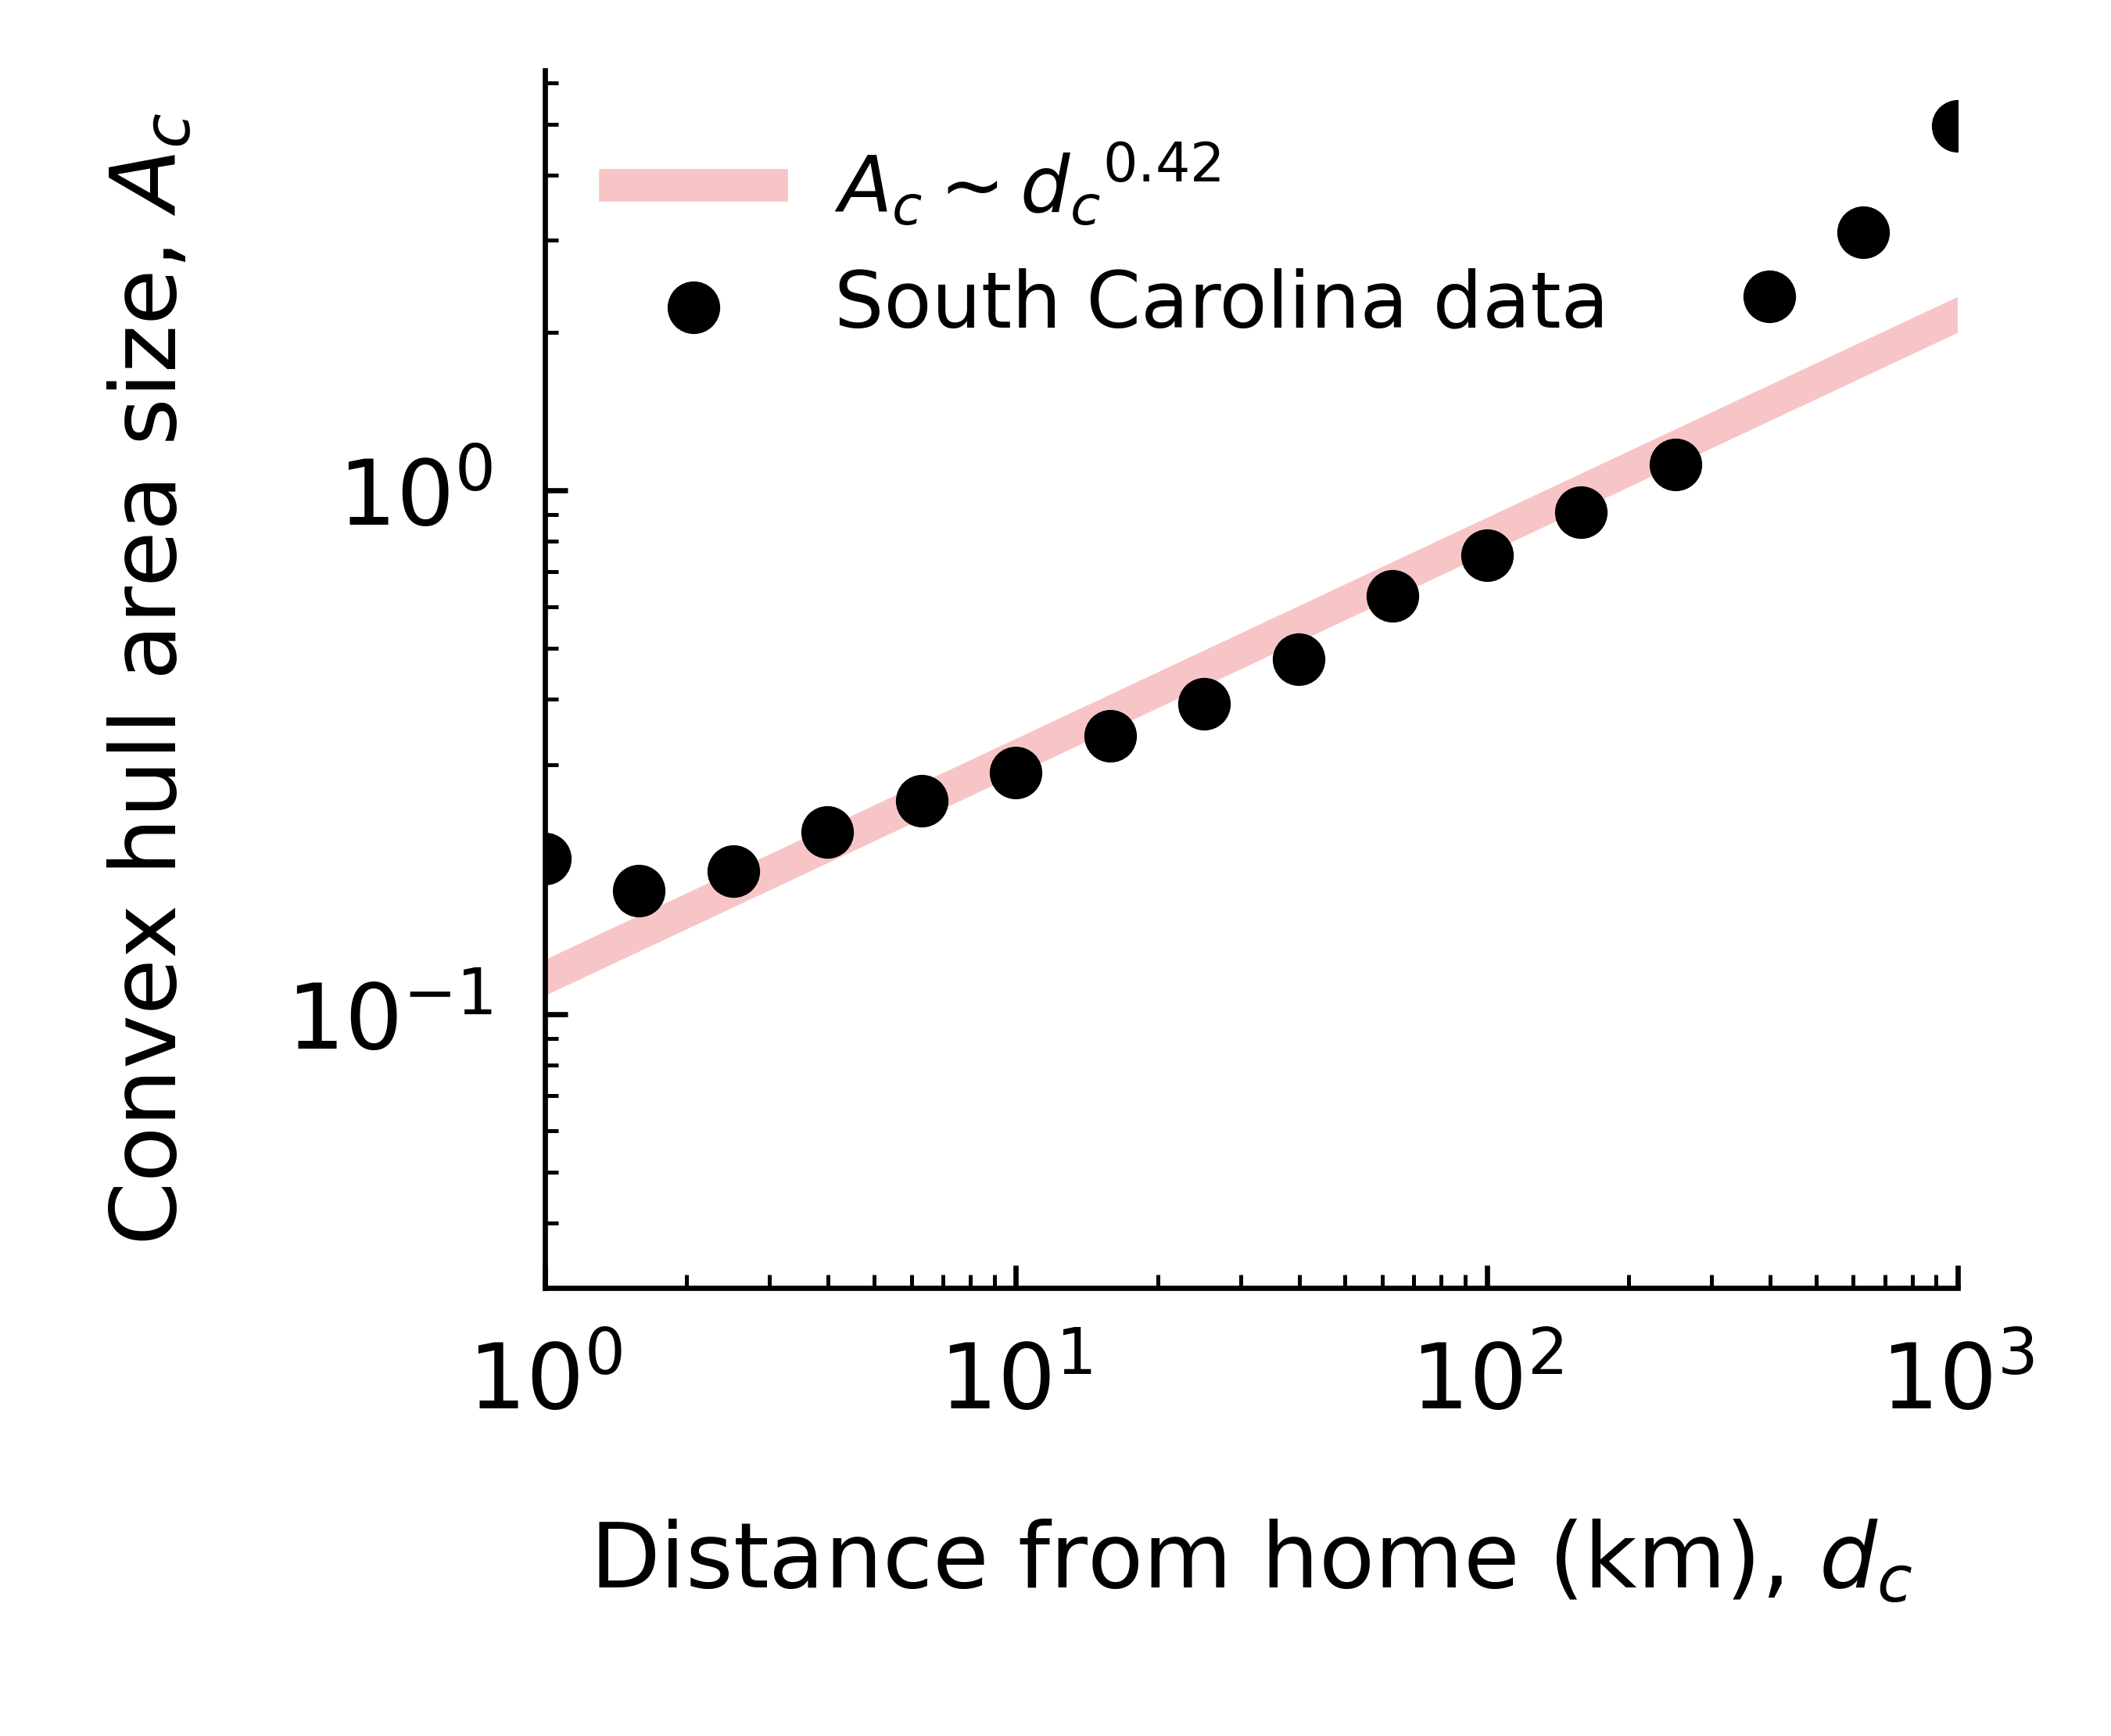 Convex hull area size, A_c
A_c ~ d_c^0.42
South Carolina data
10^0
10^−1
10^0
10^1
10^2
10^3
Distance from home (km), d_c